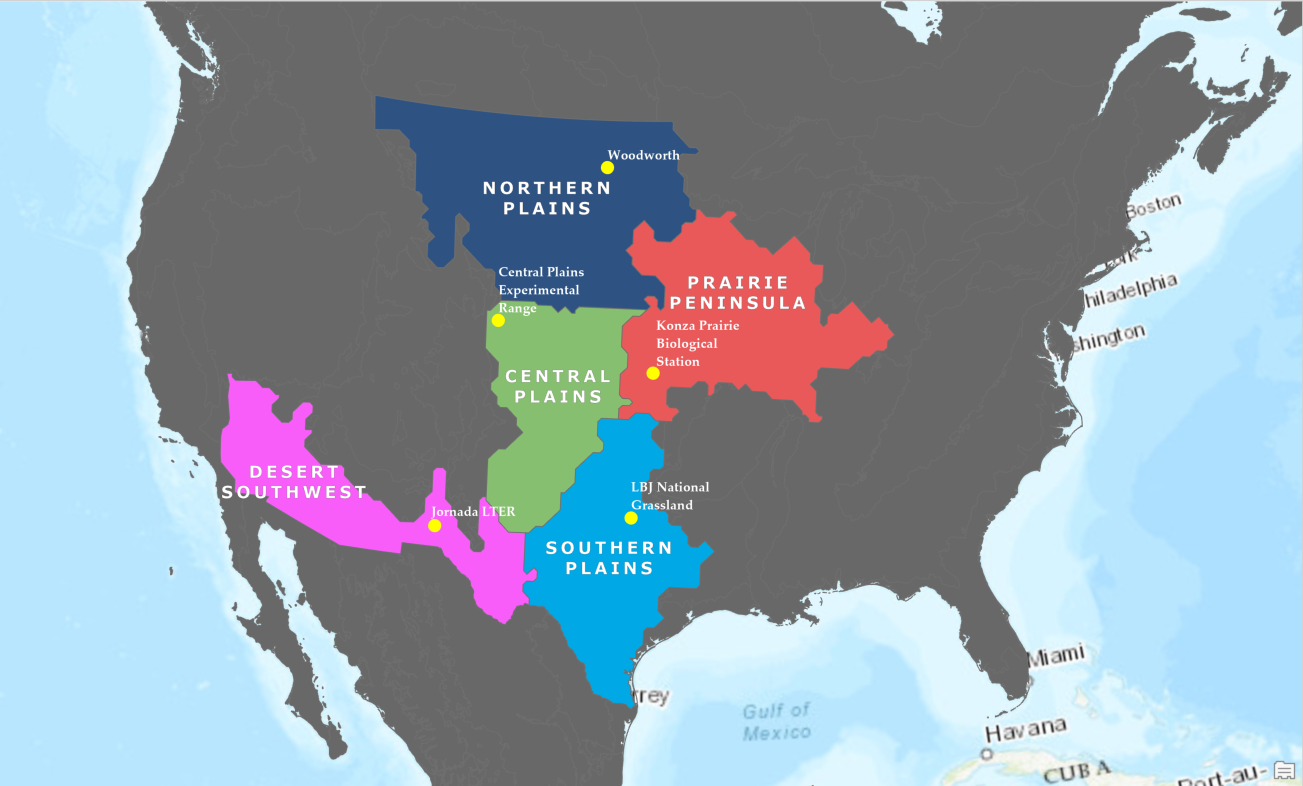 Woodworth
NORTHERN
PLAINS
Boston
Central Plains
Experimental
Range
PRAIRIE
PENINSULA
hiladelphia
Konza Prairie
Biological
Station
shington
CENTRAL
PLAINS
DESERT
SOUTHWEST
LBJ National
Grassland
Jornada LTER
SOUTHERN
PLAINS
Miami
rrey
Gulf of
Mexico
Havana
CUBA
Port-au-